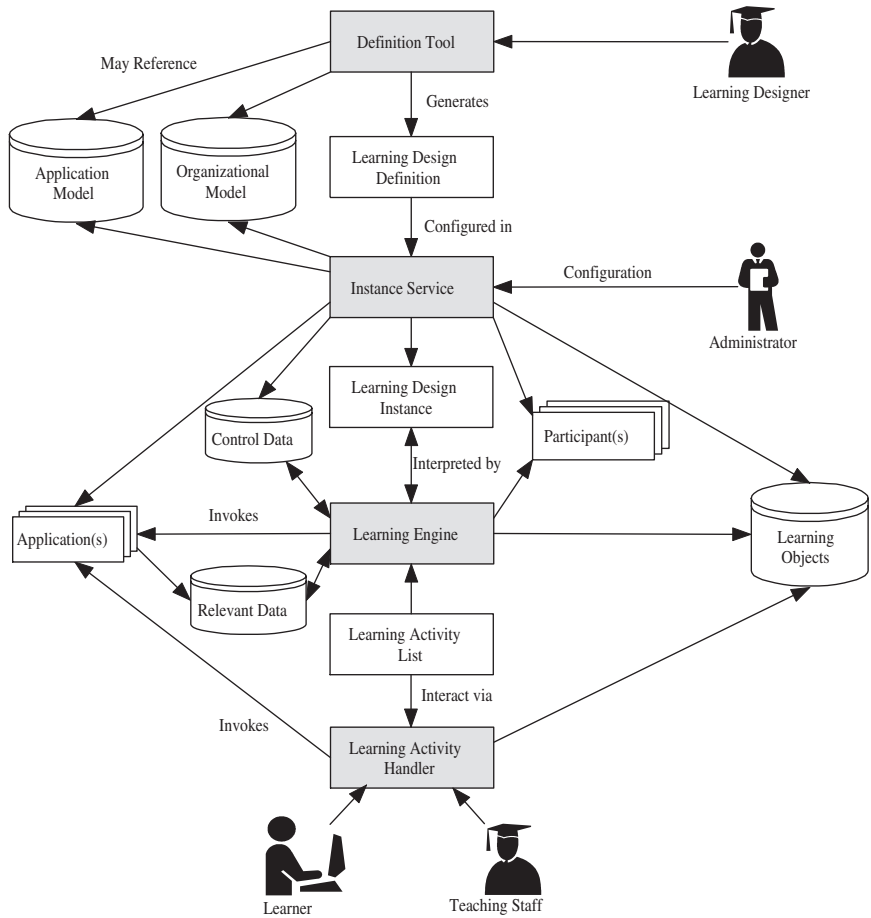 Definition Tool
May Reference
Learning Designer
Generates
Application
Model
Organizational
Model
Learning Design
Definition
Configured in
Instance Service
Configuration
Administrator
Learning Design
Instance
Control Data
Participant(s)
Interpreted by
Invokes
Application(s)
Learning Engine
Learning
Objects
Relevant Data
Learning Activity
List
Interact via
Invokes
Learning Activity
Handler
Learner
Teaching Staff